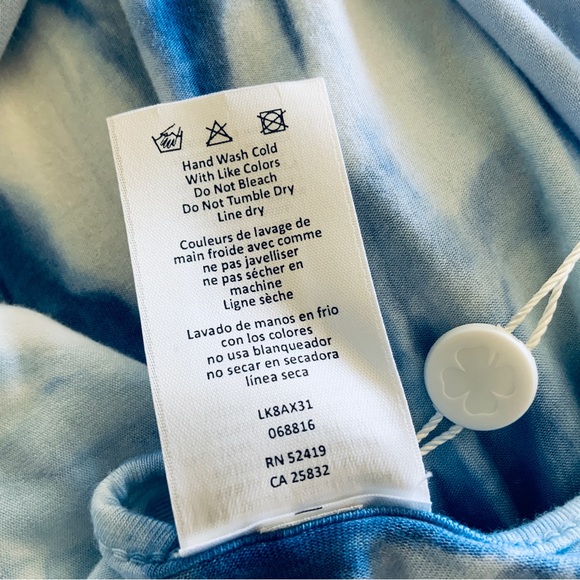 Hand Wash Cold
With Like Colors
Do Not Bleach
Do Not Tumble Dry
Line dry
Couleurs de lavage de
main froide avec comme
ne pas javelliser
ne pas sécher en
machine
Ligne sèche
Lavado de manos en frio
con los colores
no usa blanqueador
no secar en secadora
linea seca
LK8AX31
068816
RN 52419
CA 25832